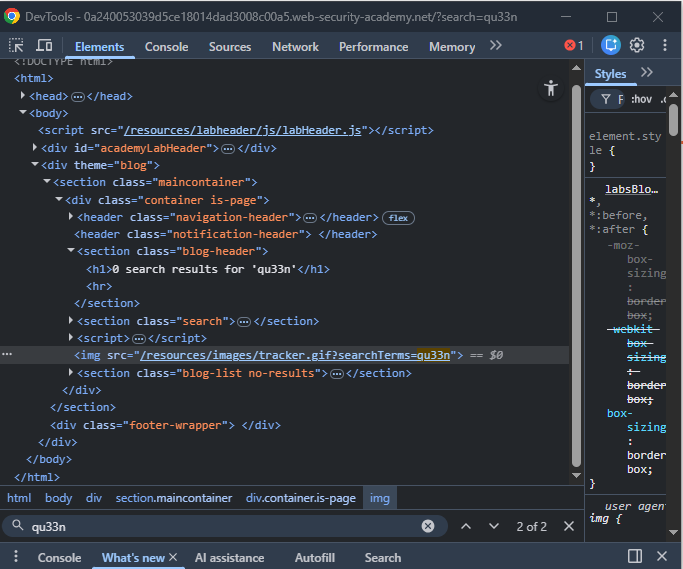 DevTools - 0a240053039d5ce18014dad3008c00a5.web-security-academy.net/?search=qu33n
Elements Console Sources Network Performance Memory 1
Styles
<!DOCTYPE html>
<html>
<head> </head>
<body>
<script src="/resources/labheader/js/labHeader.js"></script>
<div id="academyLabHeader"> </div>
<div theme="blog">
<section class="maincontainer">
<div class="container is-page">
<header class="navigation-header"> </header> flex
<header class="notification-header"> </header>
<section class="blog-header">
<h1>0 search results for 'qu33n'</h1>
<hr>
</section>
<section class="search"> </section>
<script> </script>
<img src="/resources/images/tracker.gif?searchTerms=qu33n"> == $0
<section class="blog-list no-results"> </section>
</div>
</section>
<div class="footer-wrapper"> </div>
</div>
</body>
</html>
F :hov .c
element.sty
le {
}
labsBlo…
*,
*:before,
*:after {
-moz-
box-
sizing
:
border
box;
-webkit-
box-
sizing
:
border
box;
box-
sizing
:
border
box;
}
user agen
img {
html body div section.maincontainer div.container.is-page img
qu33n 2 of 2
Console What's new AI assistance Autofill Search